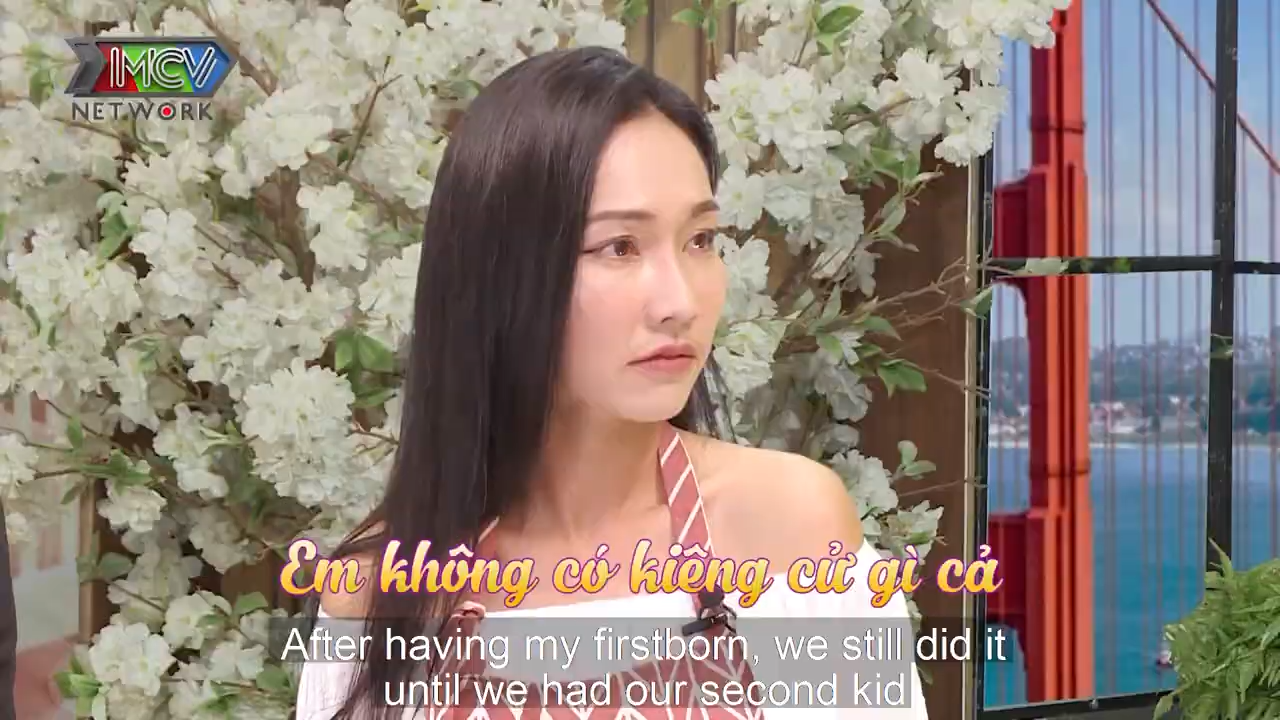 MCV
NETWORK
Em không có kiêng cử gì cả
After having my firstborn, we still did it
until we had our second kid